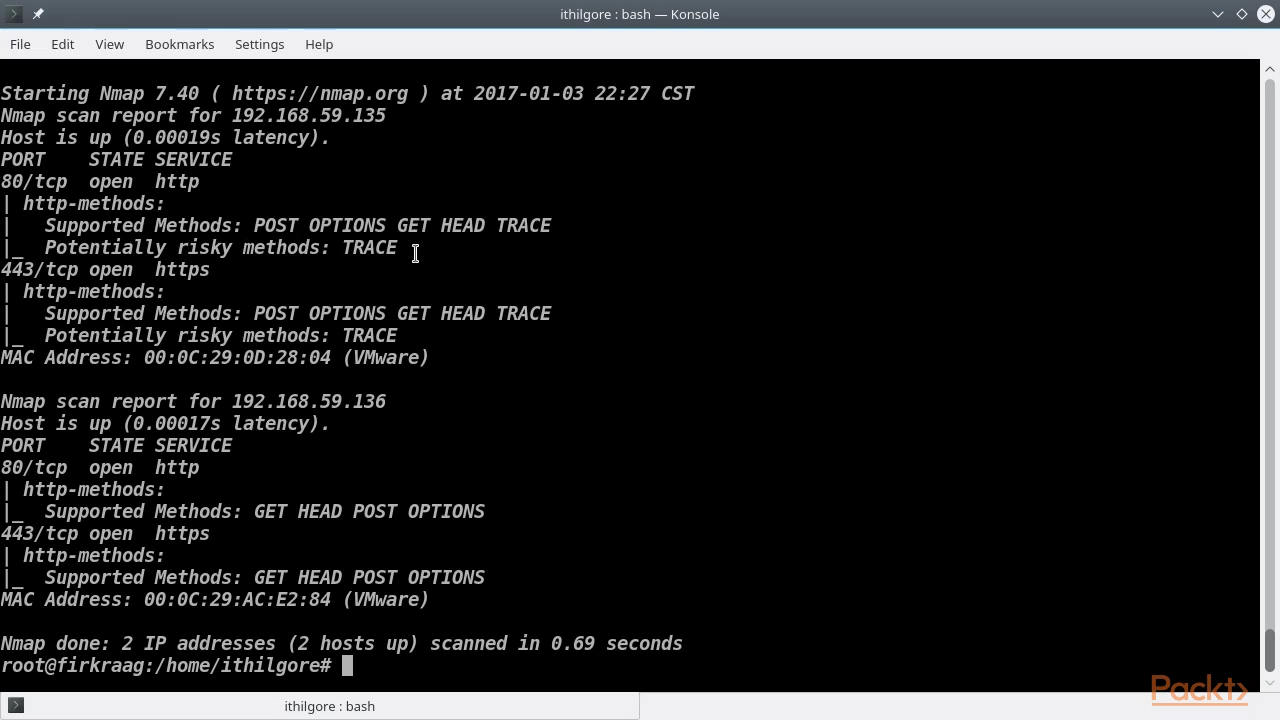 ithilgore : bash — Konsole
File Edit View Bookmarks Settings Help
Starting Nmap 7.40 ( https://nmap.org ) at 2017-01-03 22:27 CST
Nmap scan report for 192.168.59.135
Host is up (0.00019s latency).
PORT    STATE SERVICE
80/tcp  open  http
| http-methods:
|   Supported Methods: POST OPTIONS GET HEAD TRACE
|_  Potentially risky methods: TRACE
443/tcp open  https
| http-methods:
|   Supported Methods: POST OPTIONS GET HEAD TRACE
|_  Potentially risky methods: TRACE
MAC Address: 00:0C:29:0D:28:04 (VMware)
Nmap scan report for 192.168.59.136
Host is up (0.00017s latency).
PORT    STATE SERVICE
80/tcp  open  http
| http-methods:
|_  Supported Methods: GET HEAD POST OPTIONS
443/tcp open  https
| http-methods:
|_  Supported Methods: GET HEAD POST OPTIONS
MAC Address: 00:0C:29:AC:E2:84 (VMware)
Nmap done: 2 IP addresses (2 hosts up) scanned in 0.69 seconds
root@firkraag:/home/ithilgore#
Packt>
ithilgore : bash